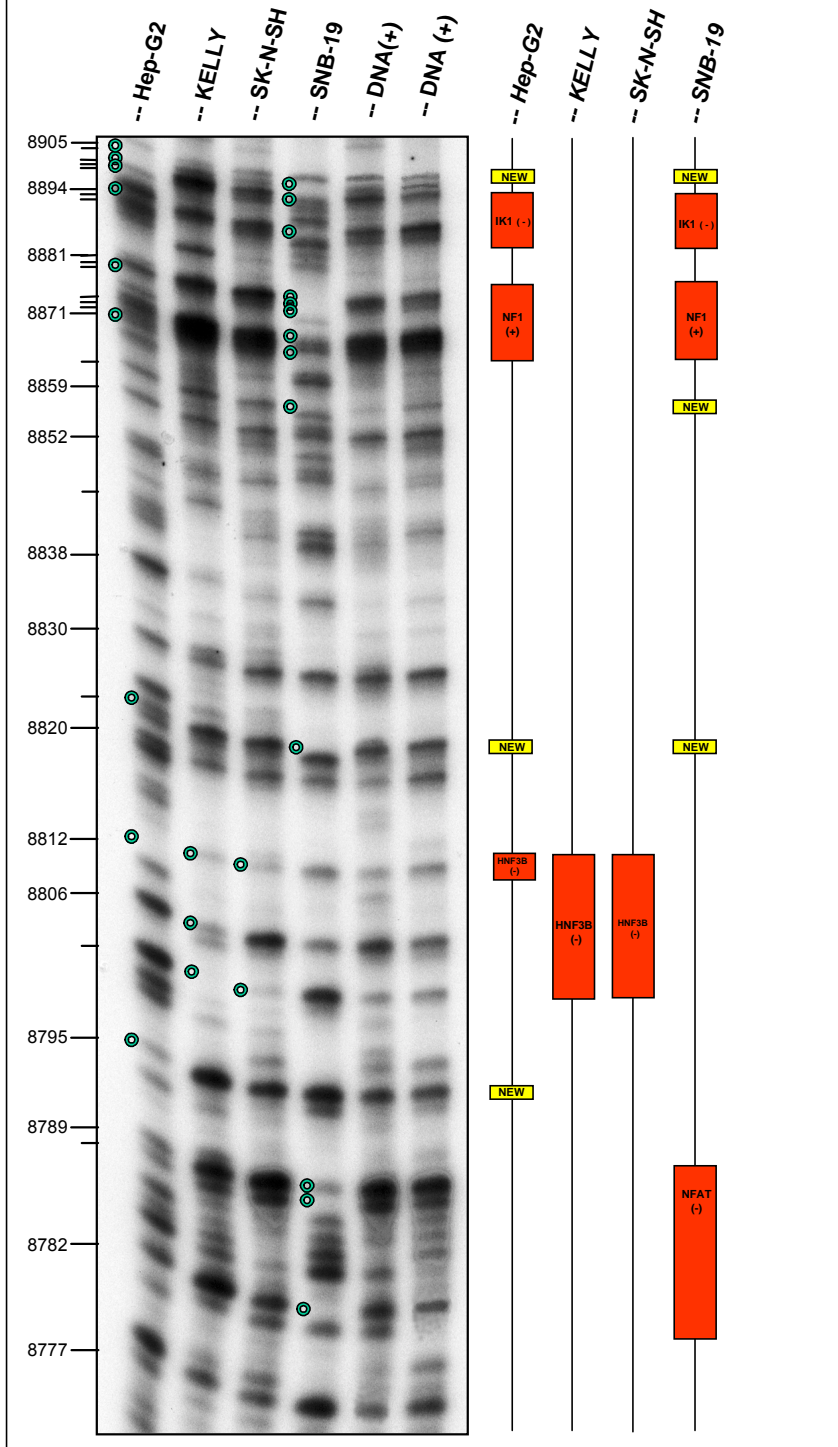 -- Hep-G2
-- KELLY
-- SK-N-SH
-- SNB-19
-- DNA(+)
-- DNA (+)
-- Hep-G2
-- KELLY
-- SK-N-SH
-- SNB-19
8905
8894
8881
8871
8859
8852
8838
8830
8820
8812
8806
8795
8789
8782
8777
NEW
IK1 (-)
NF1
(+)
NEW
HNF3B
(-)
NEW
HNF3B
(-)
HNF3B
(-)
NEW
IK1 (-)
NF1
(+)
NEW
NEW
NFAT
(-)